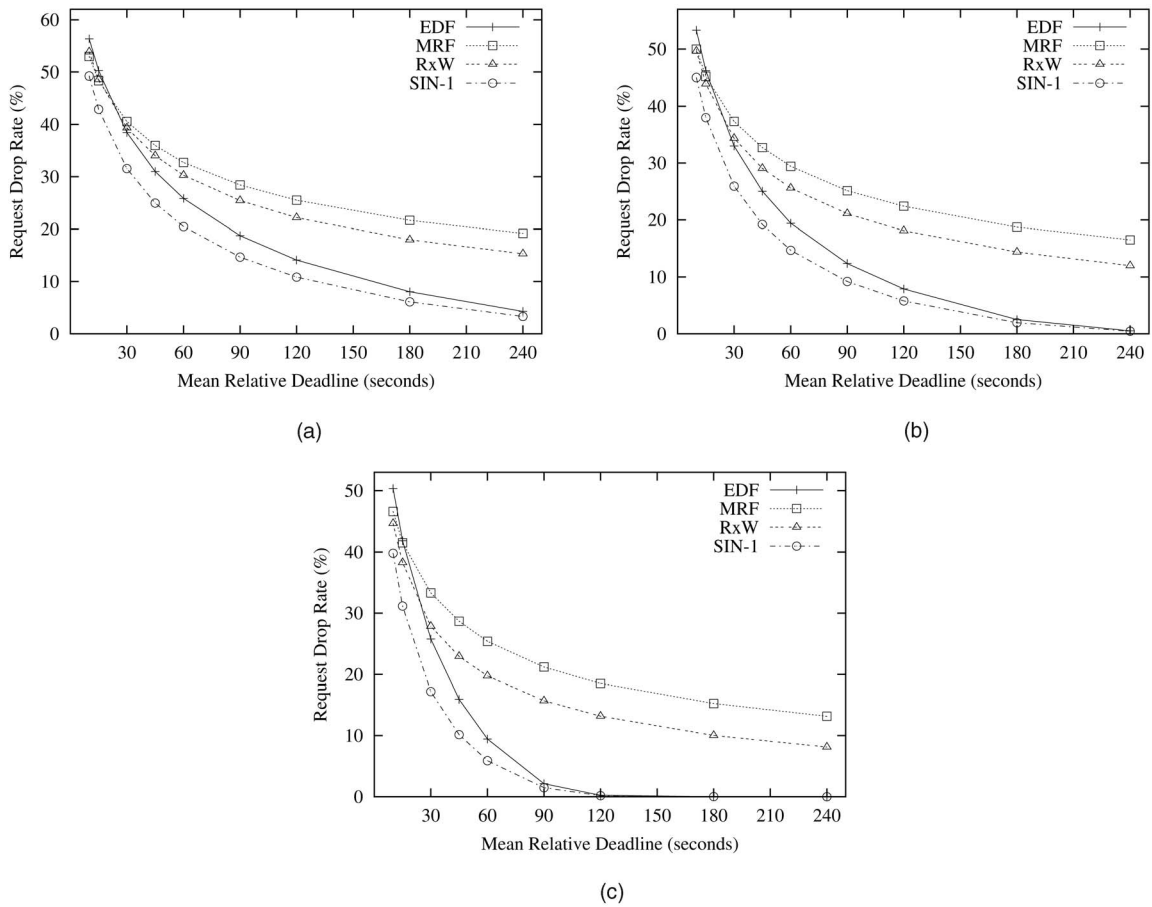 60
50
40
30
20
10
0
Request Drop Rate (%)
EDF
MRF
RxW
SIN-1
30 60 90 120 150 180 210 240
Mean Relative Deadline (seconds)
(a)
50
40
30
20
10
0
Request Drop Rate (%)
EDF
MRF
RxW
SIN-1
30 60 90 120 150 180 210 240
Mean Relative Deadline (seconds)
(b)
50
40
30
20
10
0
Request Drop Rate (%)
EDF
MRF
RxW
SIN-1
30 60 90 120 150 180 210 240
Mean Relative Deadline (seconds)
(c)